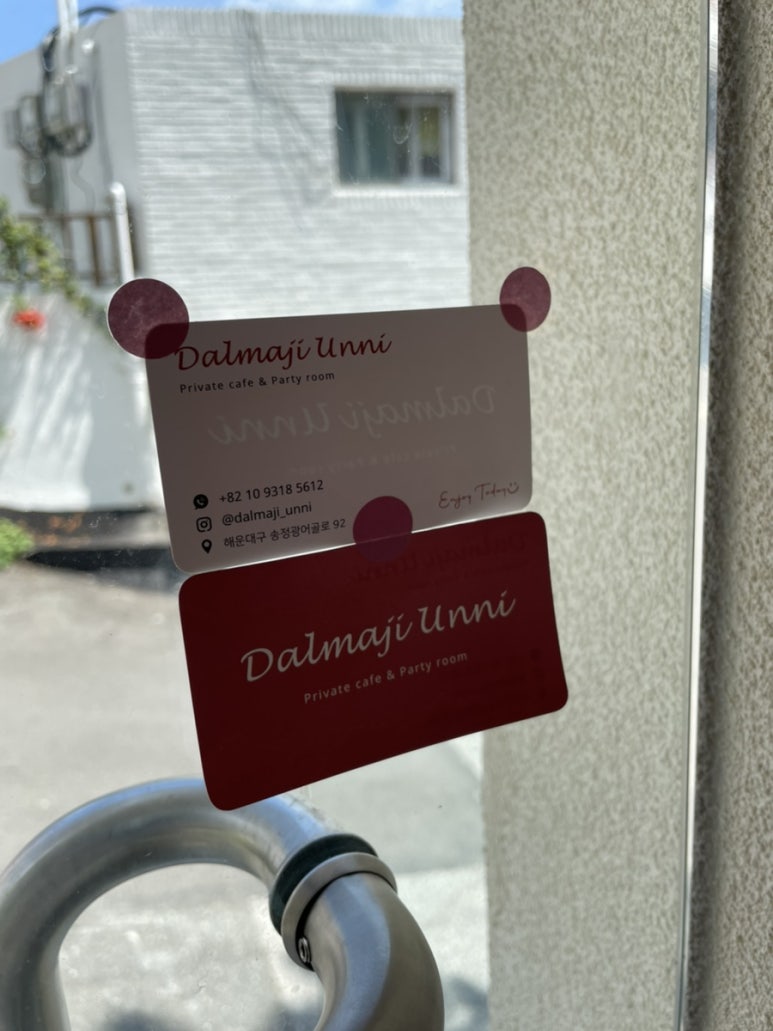 Dalmaji Unni
Private cafe & Party room
+82 10 9318 5612
@dalmaji_unni
해운대구 송정광어골로 92
Enjoy Today
Dalmaji Unni
Private cafe & Party room